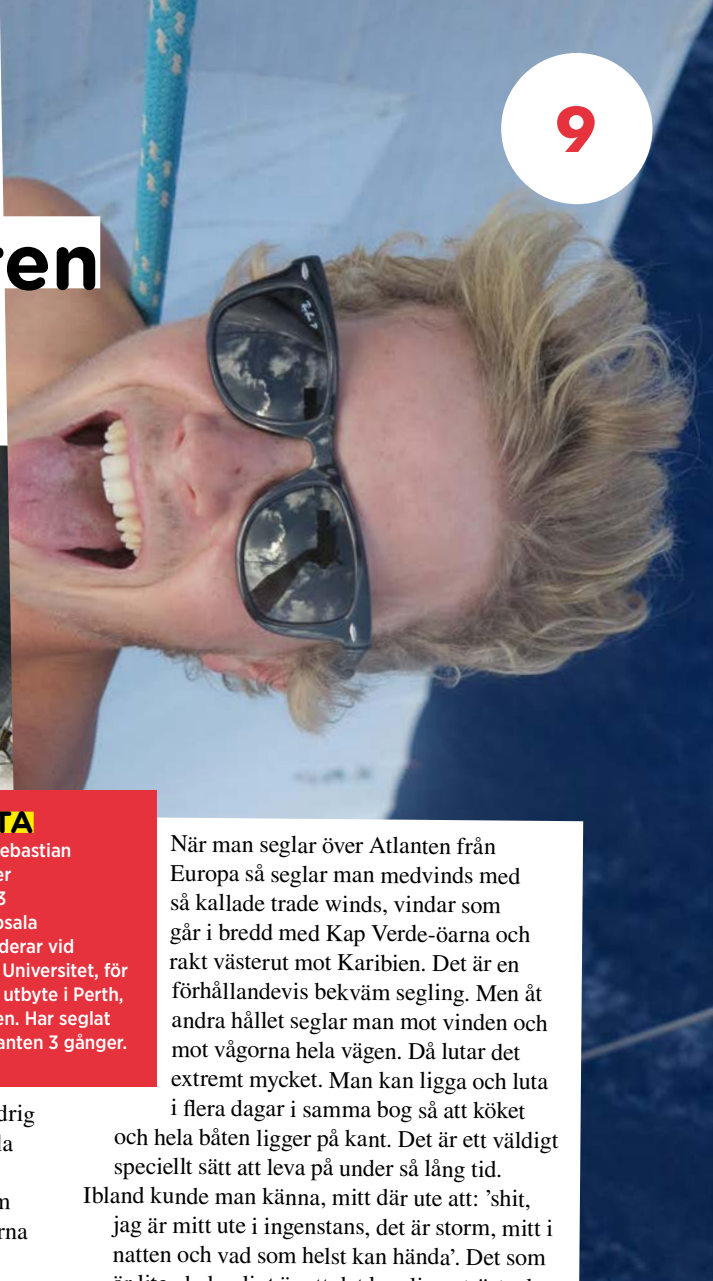 9
en
TA
ebastian
er
3
psala
derar vid
Universitet, för
utbyte i Perth,
en. Har seglat
anten 3 gånger.
drig
la
m
rna
När man seglar över Atlanten från
Europa så seglar man medvinds med
så kallade trade winds, vindar som
går i bredd med Kap Verde-öarna och
rakt västerut mot Karibien. Det är en
förhållandevis bekväm segling. Men åt
andra hållet seglar man mot vinden och
mot vågorna hela vägen. Då lutar det
extremt mycket. Man kan ligga och luta
i flera dagar i samma bog så att köket
och hela båten ligger på kant. Det är ett väldigt
speciellt sätt att leva på under så lång tid.
Ibland kunde man känna, mitt där ute att: ’shit,
jag är mitt ute i ingenstans, det är storm, mitt i
natten och vad som helst kan hända’. Det som